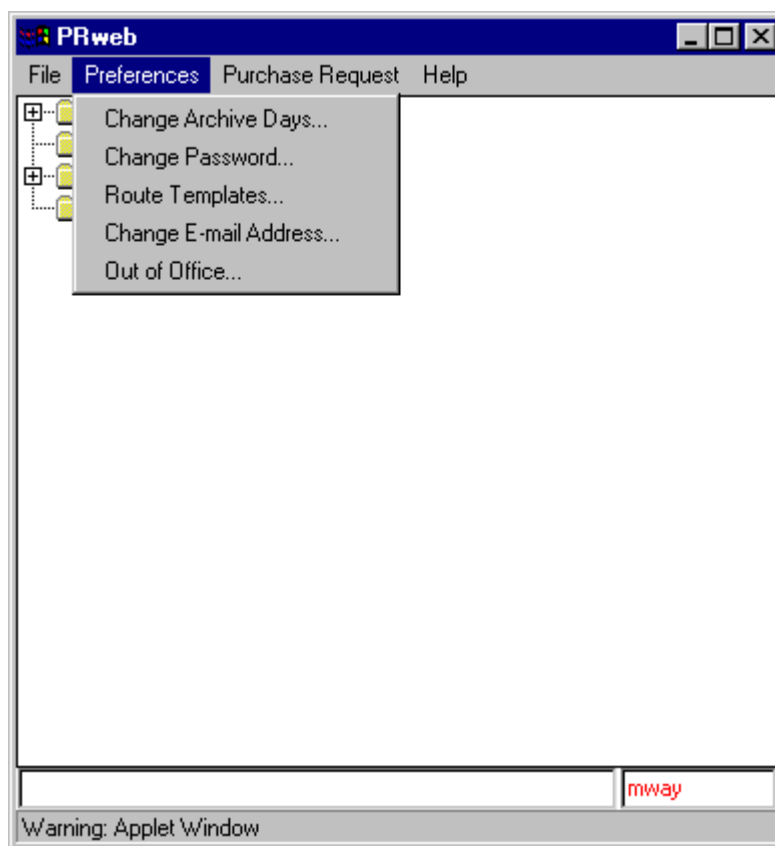 PRweb
File Preferences Purchase Request Help
Change Archive Days...
Change Password...
Route Templates...
Change E-mail Address...
Out of Office...
mway
Warning: Applet Window